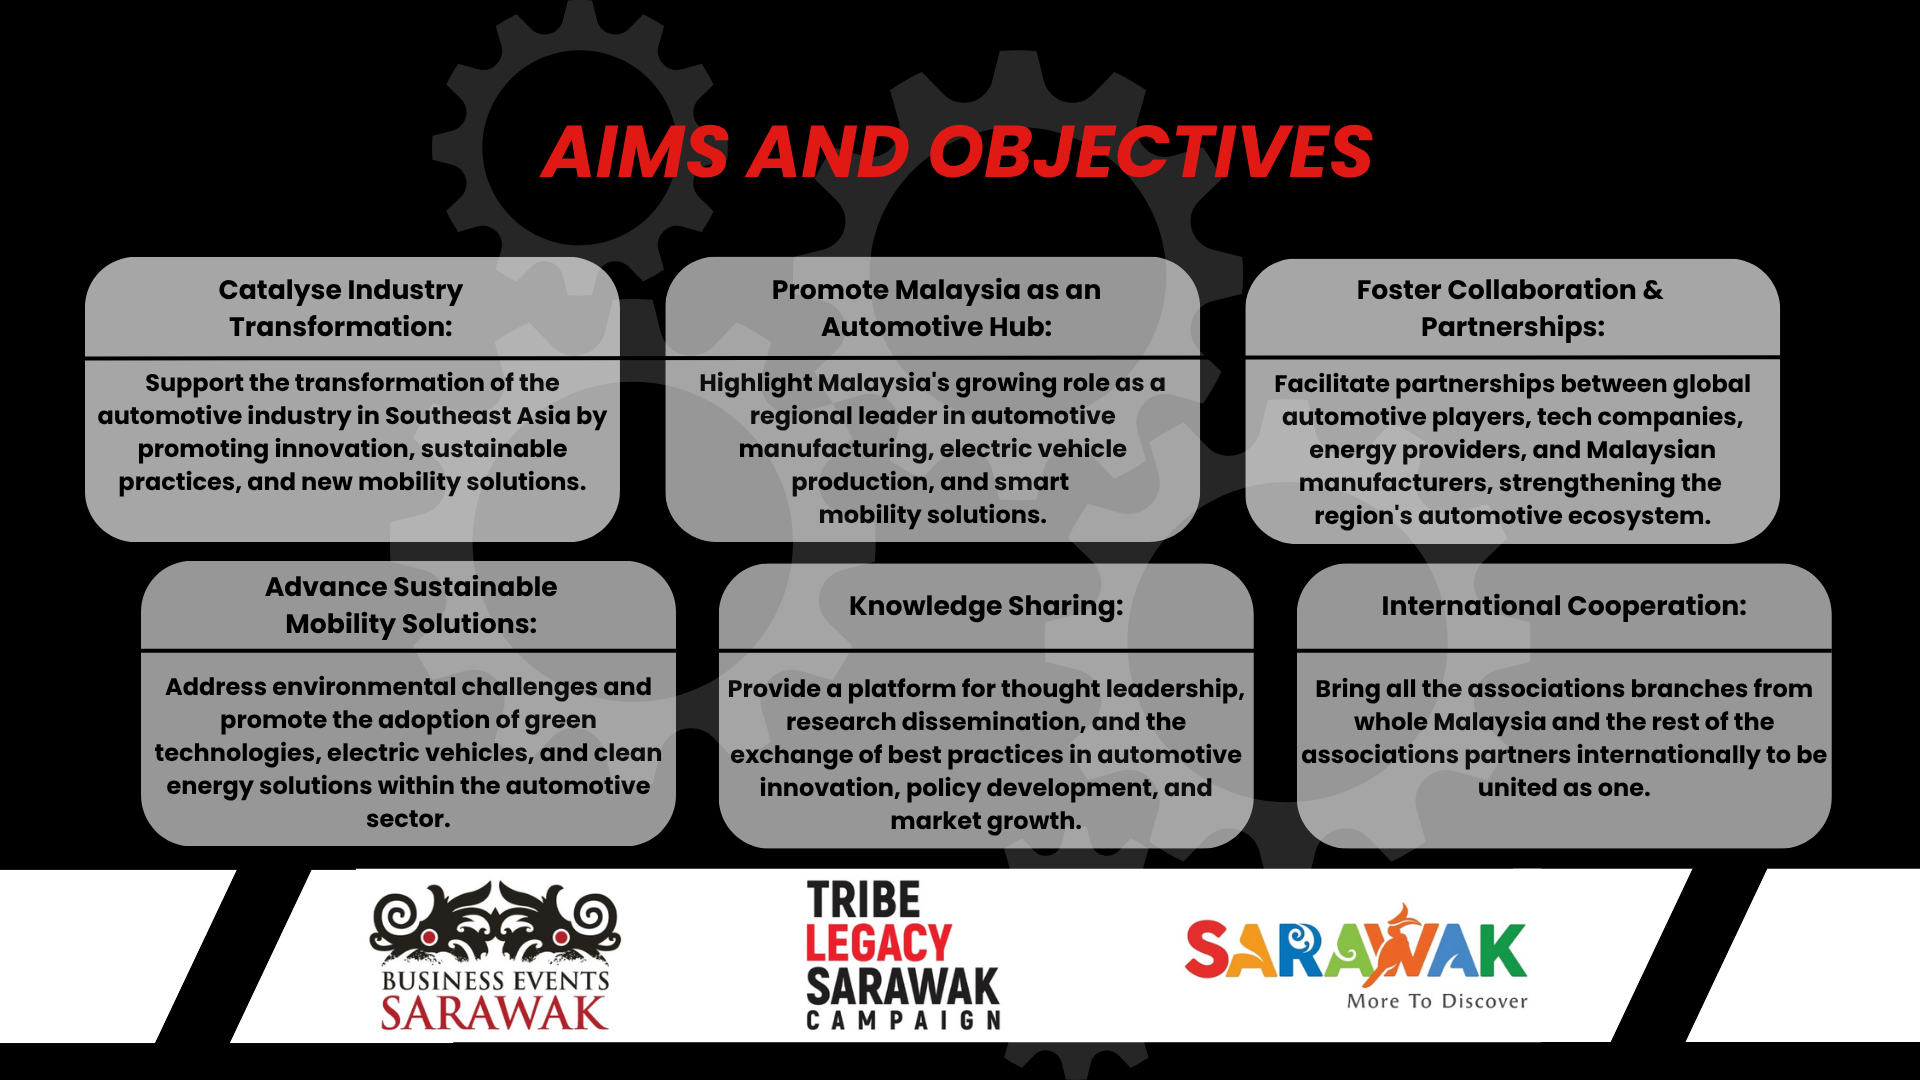 AIMS AND OBJECTIVES
Catalyse Industry
Transformation:
Support the transformation of the
automotive industry in Southeast Asia by
promoting innovation, sustainable
practices, and new mobility solutions.
Promote Malaysia as an
Automotive Hub:
Highlight Malaysia's growing role as a
regional leader in automotive
manufacturing, electric vehicle
production, and smart
mobility solutions.
Foster Collaboration &
Partnerships:
Facilitate partnerships between global
automotive players, tech companies,
energy providers, and Malaysian
manufacturers, strengthening the
region's automotive ecosystem.
Advance Sustainable
Mobility Solutions:
Address environmental challenges and
promote the adoption of green
technologies, electric vehicles, and clean
energy solutions within the automotive
sector.
Knowledge Sharing:
Provide a platform for thought leadership,
research dissemination, and the
exchange of best practices in automotive
innovation, policy development, and
market growth.
International Cooperation:
Bring all the associations branches from
whole Malaysia and the rest of the
associations partners internationally to be
united as one.
BUSINESS EVENTS
SARAWAK
TRIBE
LEGACY
SARAWAK
CAMPAIGN
SARAWAK
More To Discover